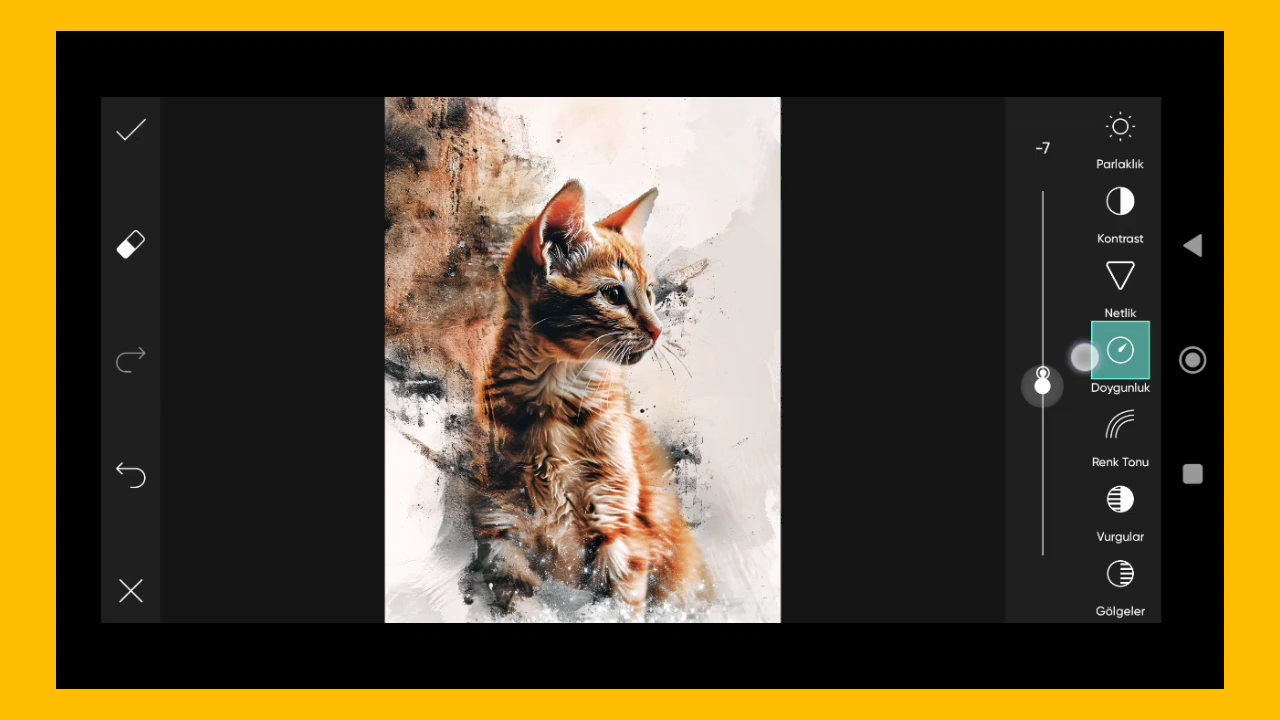 -7
Parlaklık
Kontrast
Netlik
Doygunluk
Renk Tonu
Vurgular
Gölgeler